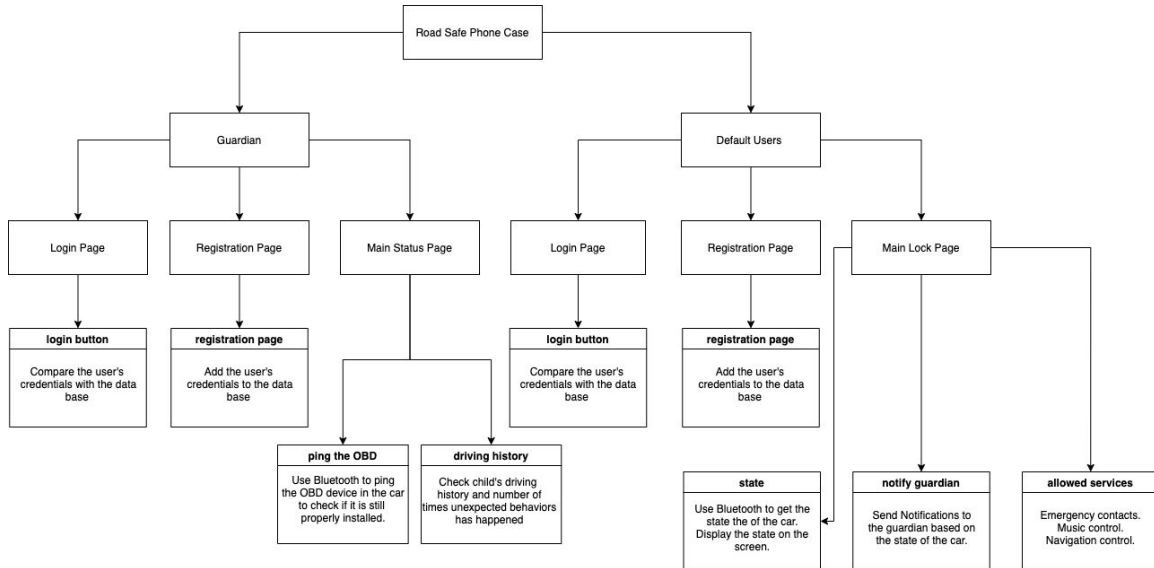 Road Safe Phone Case
Guardian
Default Users
Login Page
Registration Page
Main Status Page
Login Page
Registration Page
Main Lock Page
login button
Compare the user's
credentials with the data
base
registration page
Add the user's
credentials to the data
base
login button
Compare the user's
credentials with the data
base
registration page
Add the user's
credentials to the data
base
ping the OBD
Use Bluetooth to ping
the OBD device in the car
to check if it is still
properly installed.
driving history
Check child's driving
history and number of
times unexpected behaviors
has happened
state
Use Bluetooth to get the
state the of the car.
Display the state on the
screen.
notify guardian
Send Notifications to
the guardian based on
the state of the car.
allowed services
Emergency contacts.
Music control.
Navigation control.